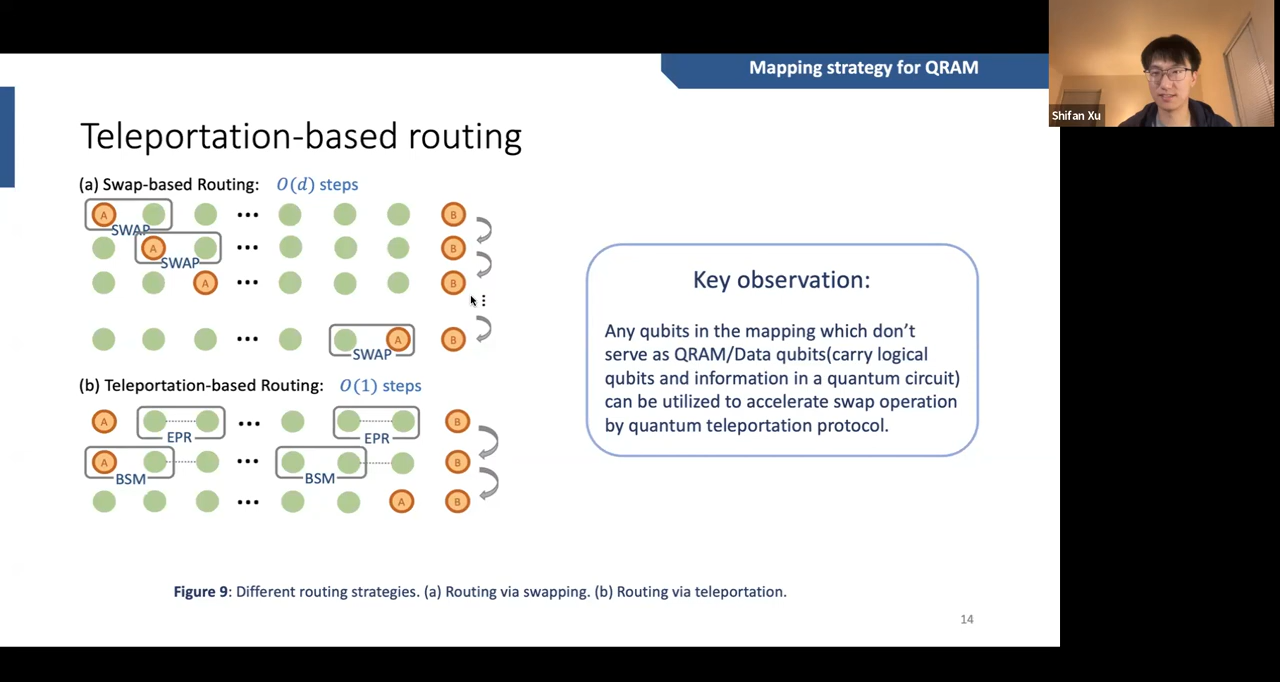 Mapping strategy for QRAM
Shifan Xu
Teleportation-based routing
(a) Swap-based Routing: O(d) steps
A ... B
SWAP
A ... B
SWAP
A ... B
⋮
... A B
SWAP
(b) Teleportation-based Routing: O(1) steps
A ... B
EPR EPR
A ... B
BSM BSM
... A B
Key observation:
Any qubits in the mapping which don't
serve as QRAM/Data qubits(carry logical
qubits and information in a quantum circuit)
can be utilized to accelerate swap operation
by quantum teleportation protocol.
Figure 9: Different routing strategies. (a) Routing via swapping. (b) Routing via teleportation.
14